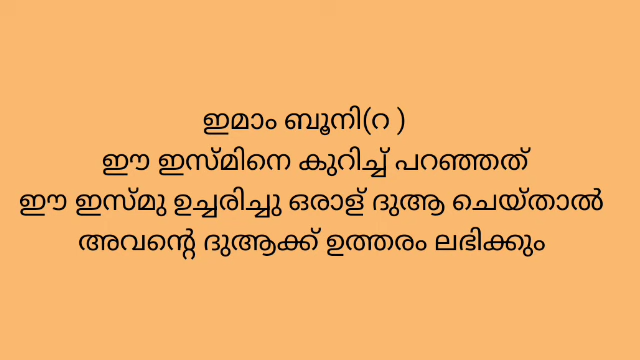 ഇമാം ബൂനി(റ )
ഈ ഇസ്മിനെ കുറിച്ച് പറഞ്ഞത്
ഈ ഇസ്മു ഉച്ചരിച്ചു ഒരാള് ദുആ ചെയ്താൽ
അവന്റെ ദുആക്ക് ഉത്തരം ലഭിക്കും